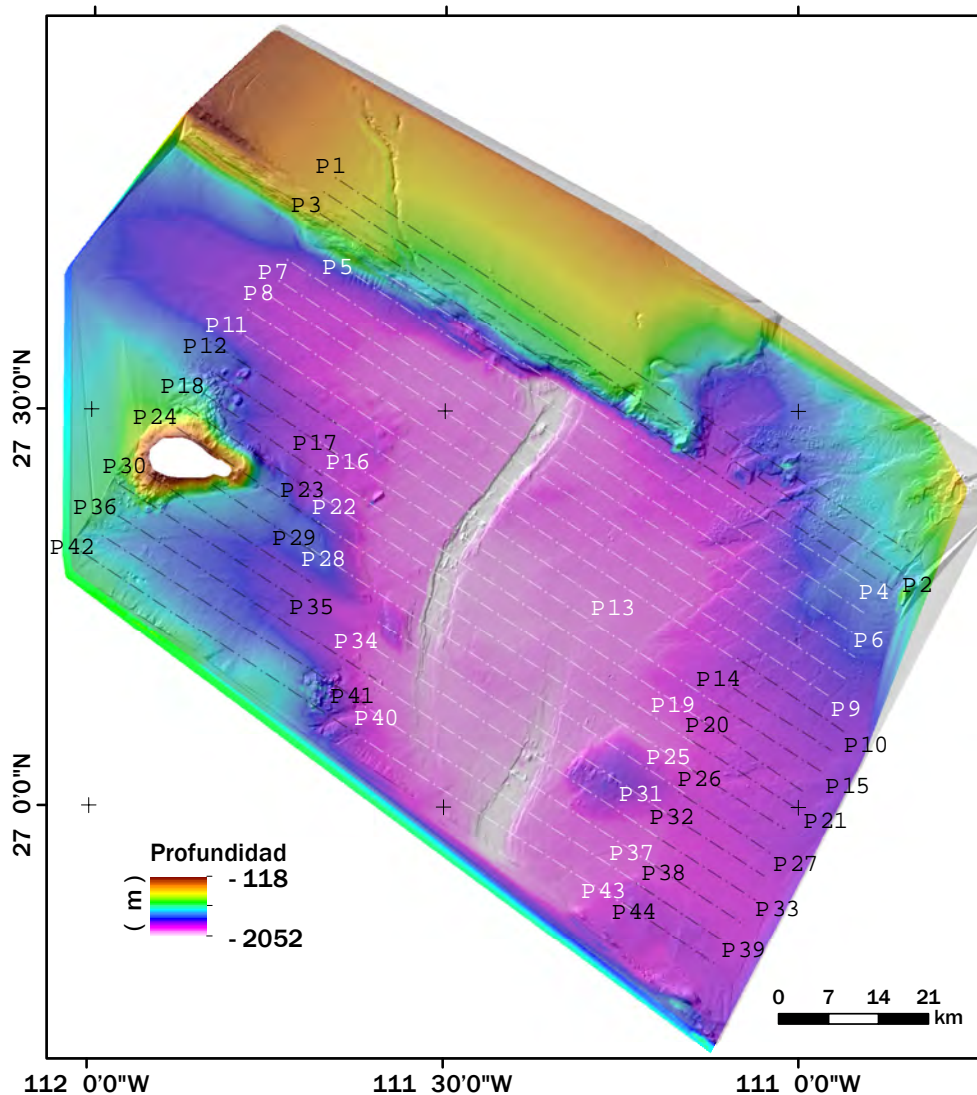 P1
P3
P5
P7
P8
P11
P12
P18
P24
P17
P16
P30
P23
P22
P36
P29
P28
P42
P2
P4
P13
P35
P6
P34
P14
P41
P19
P9
P40
P20
P10
P25
P26
P15
P31
P32
P21
P37
P27
P38
P43
P44
P33
P39
27 30'0"N
27 0'0"N
Profundidad
( m )
- 118
- 2052
0 7 14 21
km
112 0'0"W 111 30'0"W 111 0'0"W